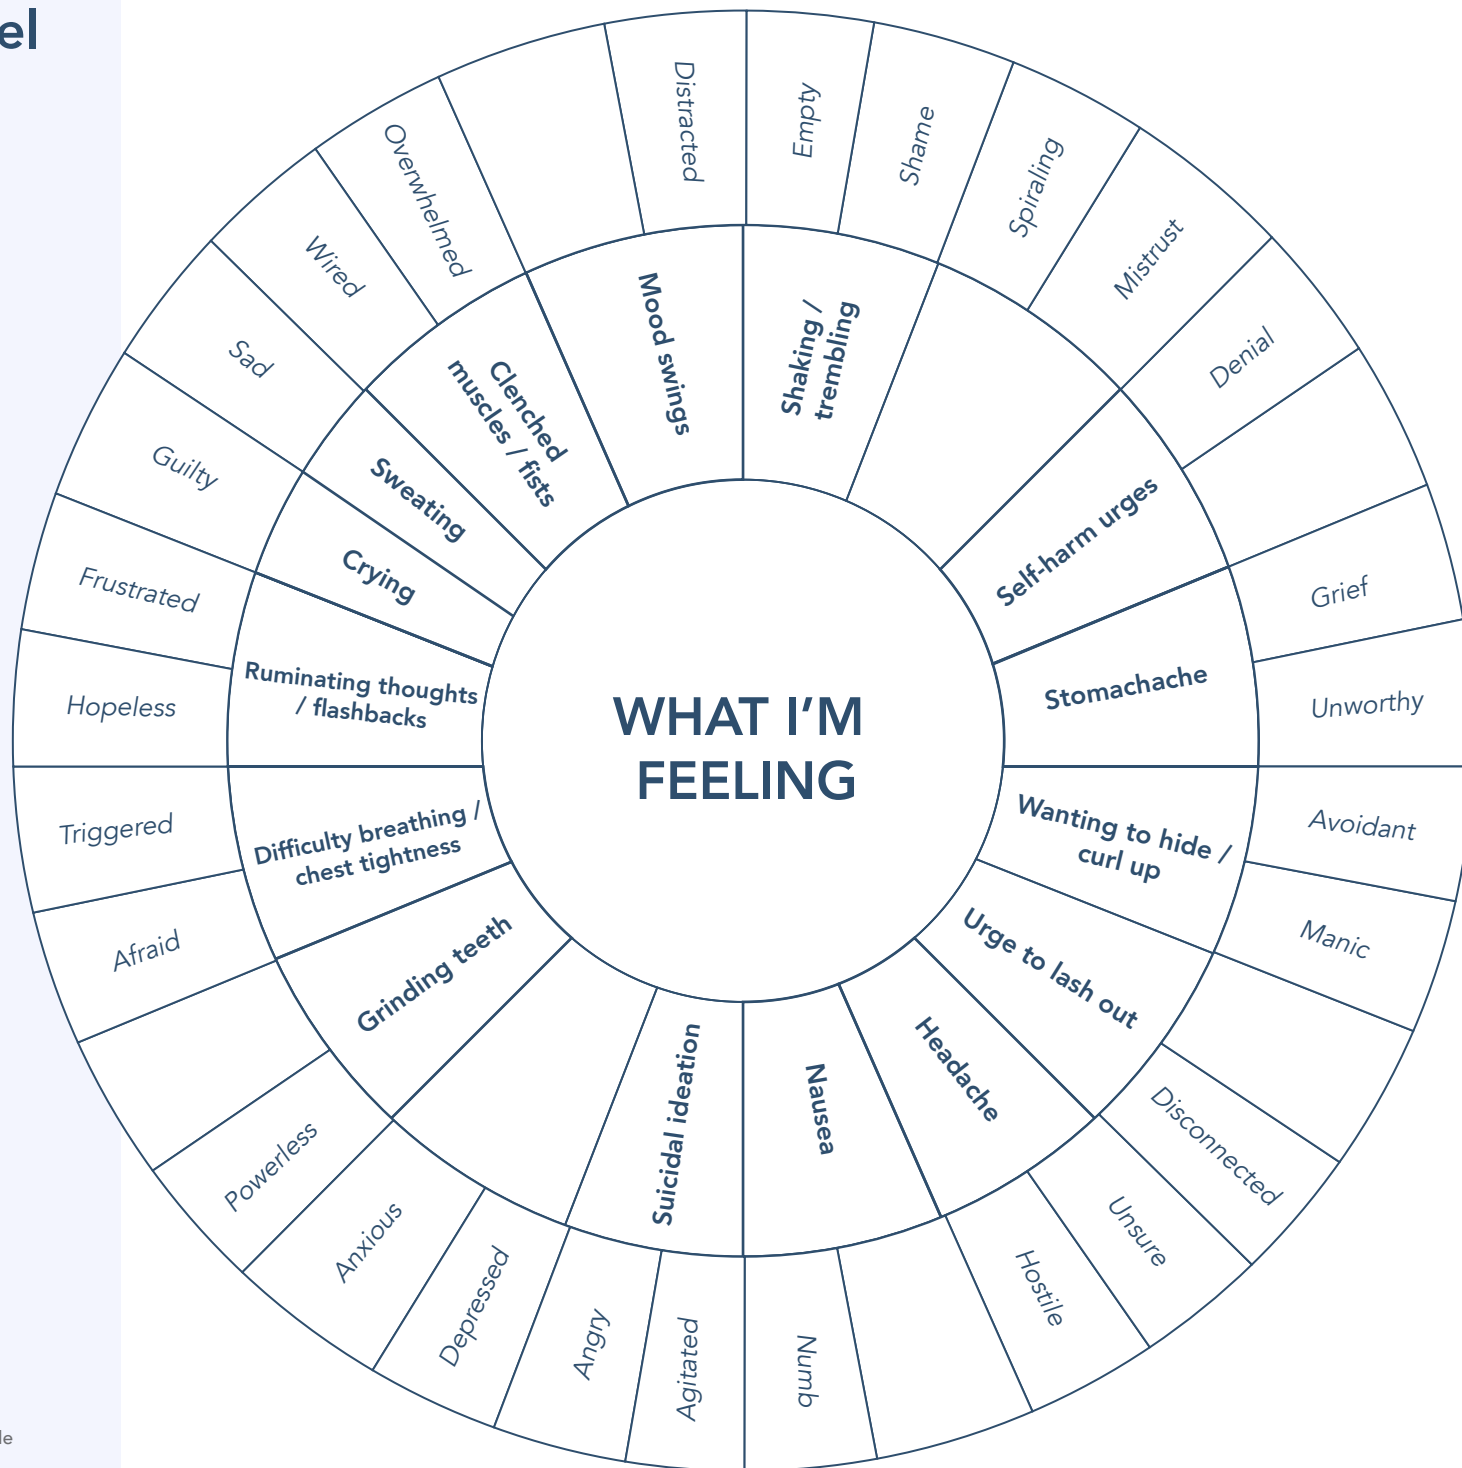 el
Distracted
Empty
Shame
Spiraling
Mistrust
Denial
Grief
Unworthy
Avoidant
Manic
Disconnected
Unsure
Hostile
Numb
Agitated
Angry
Depressed
Anxious
Powerless
Afraid
Triggered
Hopeless
Frustrated
Guilty
Sad
Wired
Overwhelmed
Mood swings
Shaking /
trembling
Self-harm urges
Stomachache
Wanting to hide /
curl up
Urge to lash out
Headache
Nausea
Suicidal ideation
Grinding teeth
Difficulty breathing /
chest tightness
Ruminating thoughts
/ flashbacks
Crying
Sweating
Clenched
muscles / fists
WHAT I’M
FEELING
le